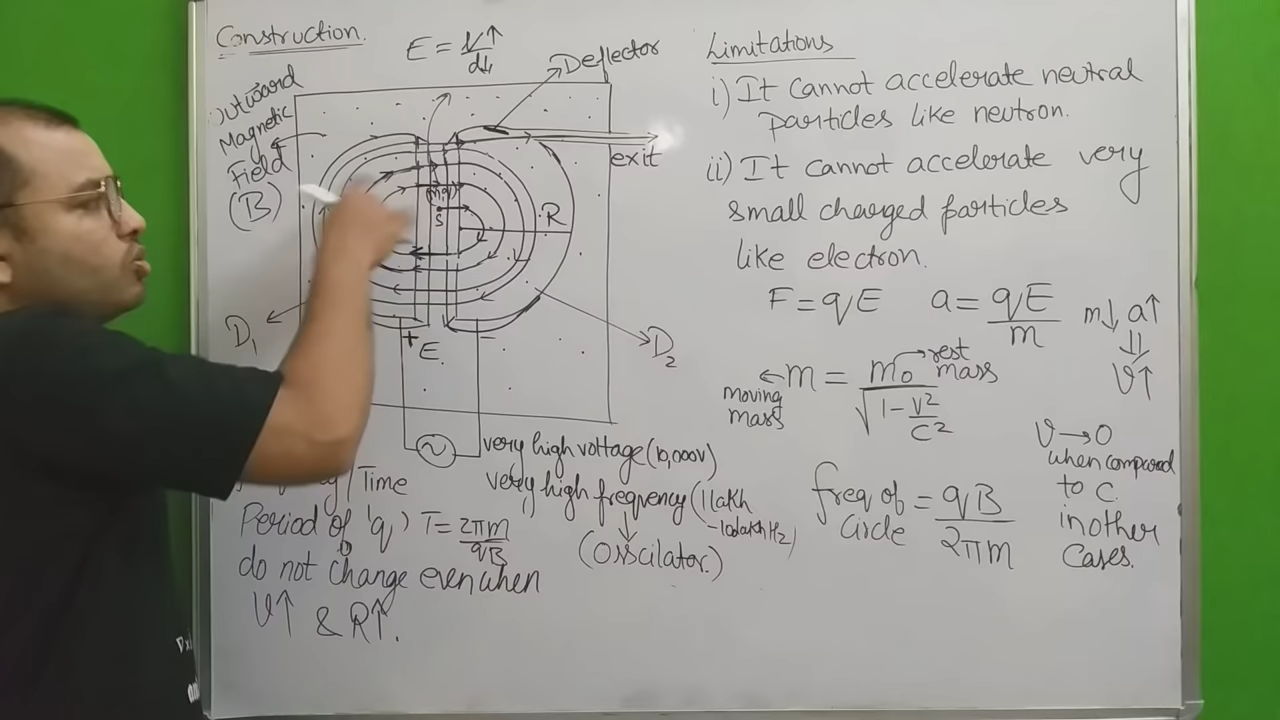 Construction.
E = V↑/d↓
Deflector
Outward
Magnetic
Field
(B)
exit
(m,q)
S
R
D₁
D₂
+ E
very high voltage (10,000v)
very high freqvency (1 lakh
-10 lakh Hz)
(Osscilator.)
/ Time
Period of 'q') T = 2πm/qB
do not change even when
V↑ & R↑.
Limitations
i) It cannot accelerate neutral
particles like neutron.
ii) It cannot accelerate very
small charged particles
like electron.
F = qE a = qE/m m↓ a↑
⇓
V↑
m = m₀/√(1 - V²/C²)
rest
mass
moving
mass
V → 0
when compared
to c.
in other
cases.
freq of circle = qB/2πm